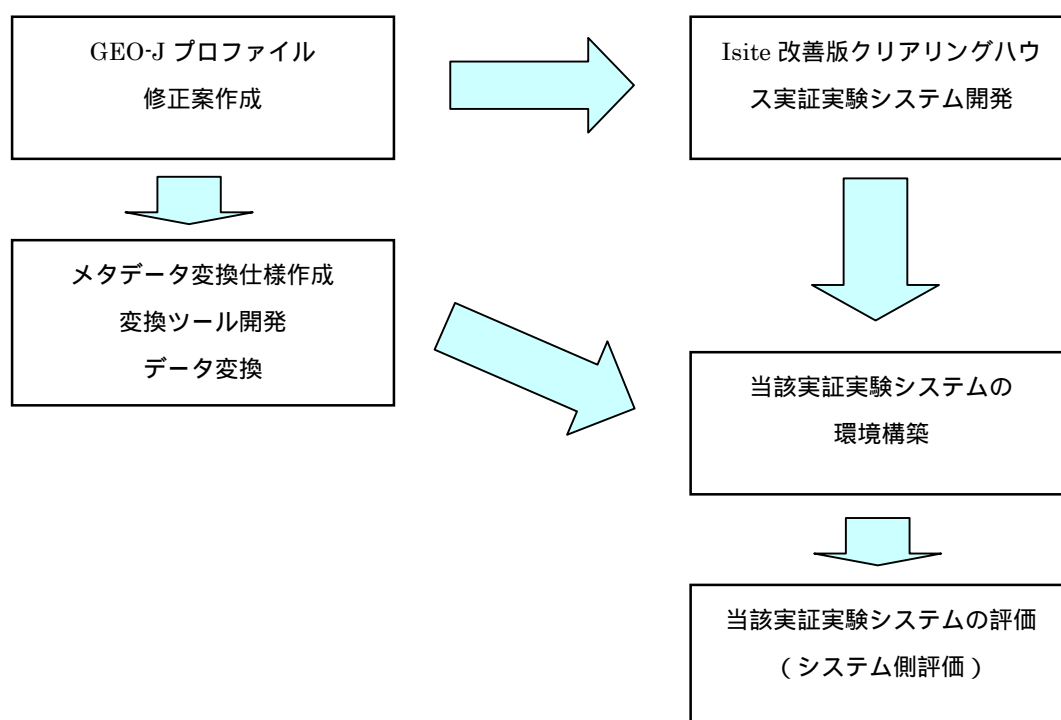 GEO-J プロファイル
修正案作成
Isite 改善版クリアリングハウ
ス実証実験システム開発
メタデータ変換仕様作成
変換ツール開発
データ変換
当該実証実験システムの
環境構築
当該実証実験システムの評価
(システム側評価)